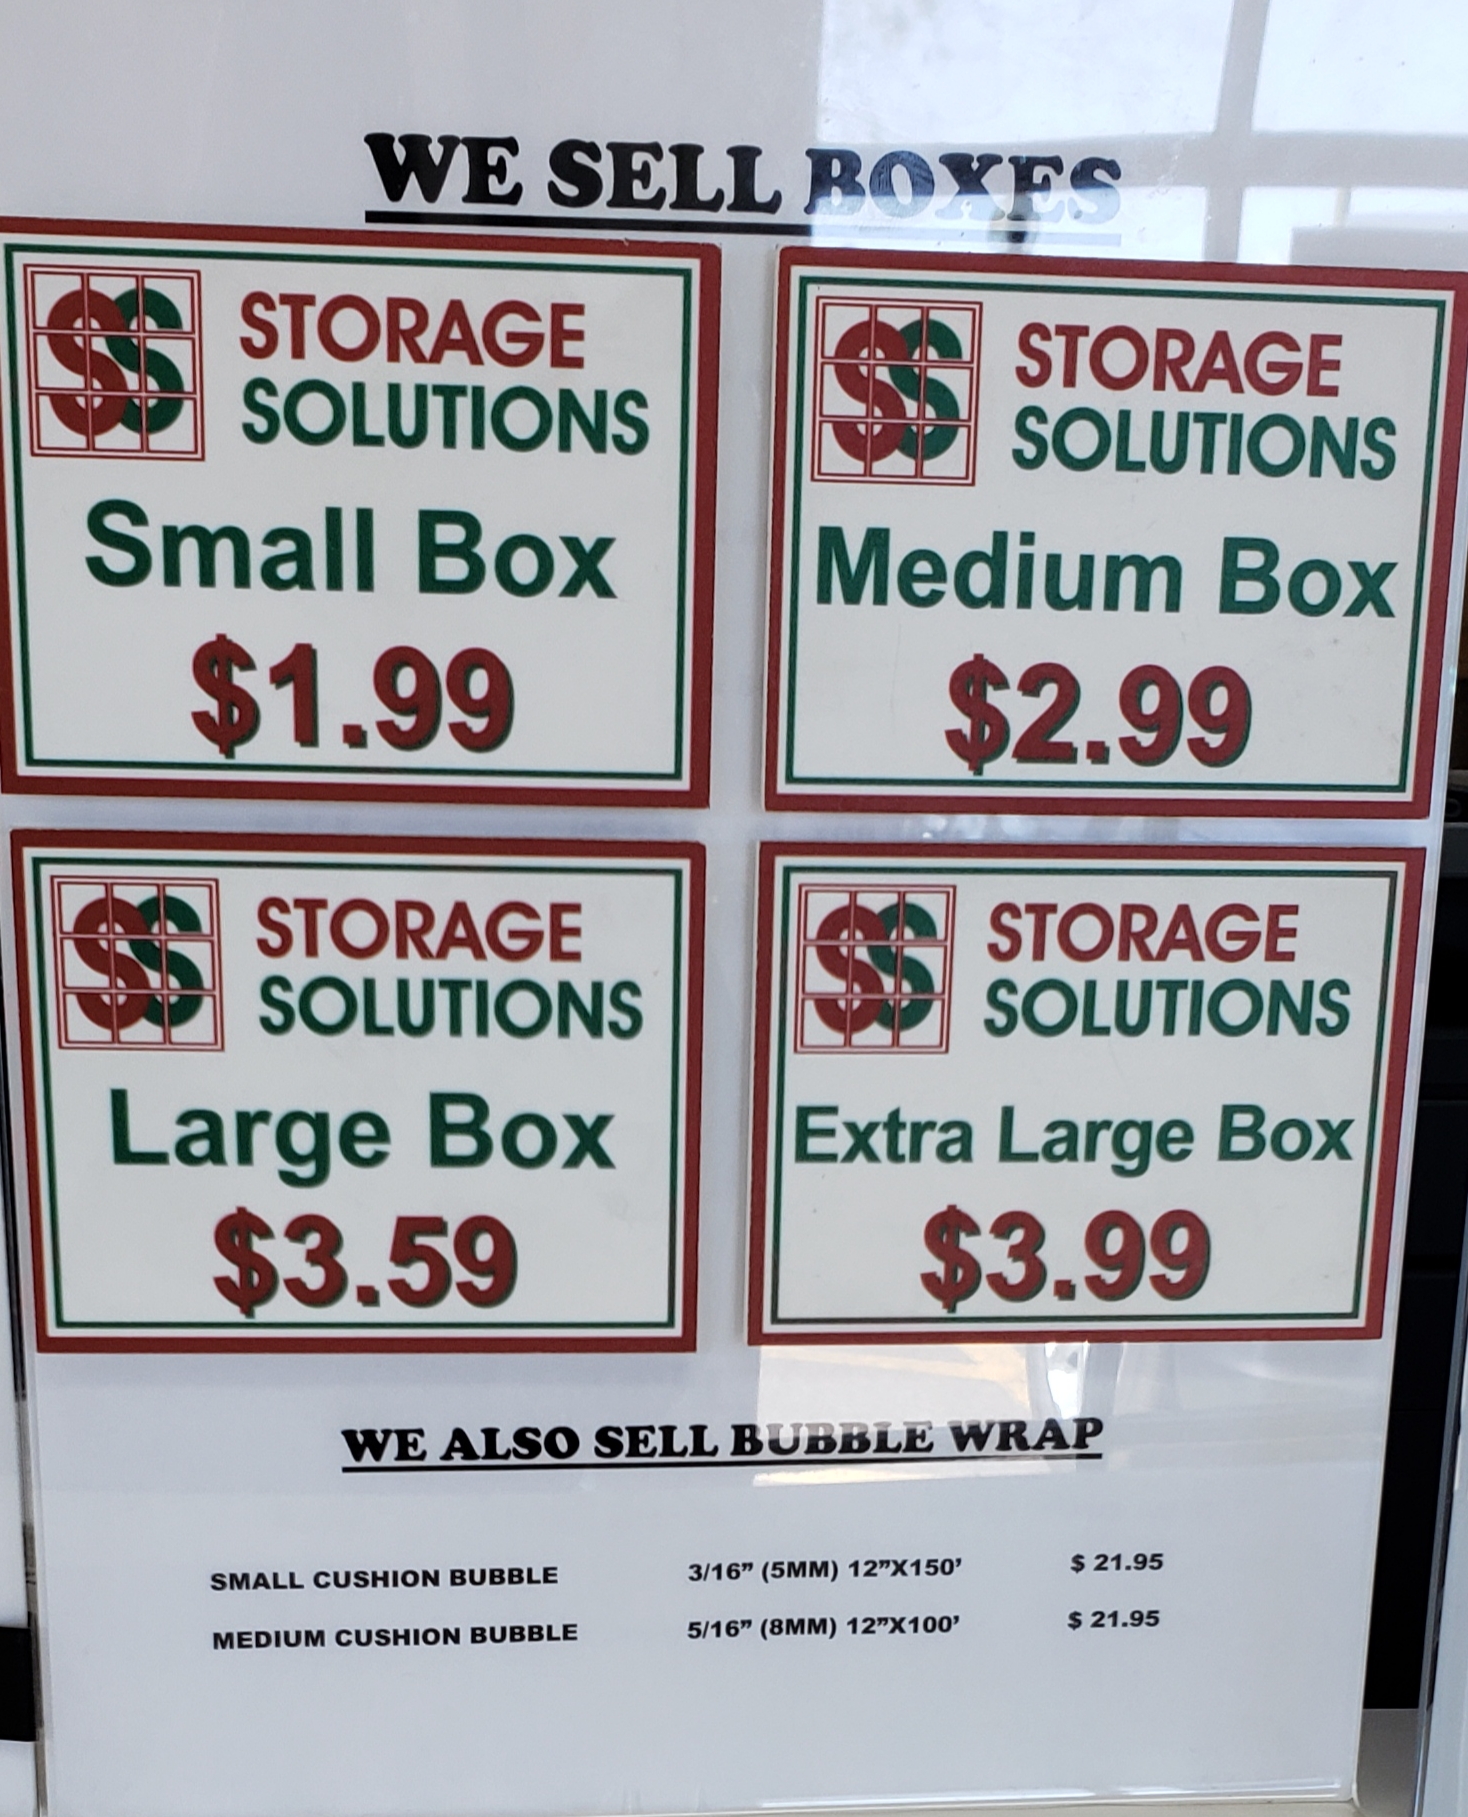 WE SELL BOXES
STORAGE
SOLUTIONS
Small Box
$1.99
STORAGE
SOLUTIONS
Medium Box
$2.99
STORAGE
SOLUTIONS
Large Box
$3.59
STORAGE
SOLUTIONS
Extra Large Box
$3.99
WE ALSO SELL BUBBLE WRAP
SMALL CUSHION BUBBLE 3/16” (5MM) 12”X150’ $ 21.95
MEDIUM CUSHION BUBBLE 5/16” (8MM) 12”X100’ $ 21.95